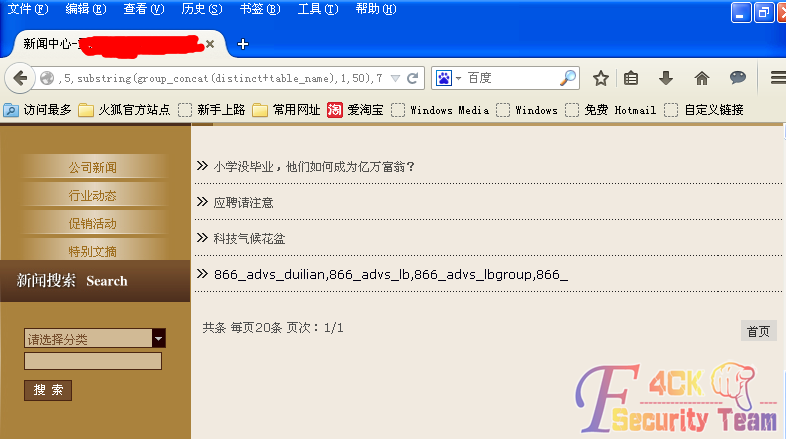 文件(F) 编辑(E) 查看(V) 历史(S) 书签(B) 工具(T) 帮助(H)
新闻中心-
,5,substring(group_concat(distinct+table_name),1,50),7
百度
访问最多 火狐官方站点 新手上路 常用网址 爱淘宝 Windows Media Windows 免费 Hotmail 自定义链接
公司新闻
行业动态
促销活动
特别文摘
新闻搜索 Search
请选择分类
搜 索
小学没毕业，他们如何成为亿万富翁？
应聘请注意
科技气候花盆
866_advs_duilian,866_advs_lb,866_advs_lbgroup,866_
共条 每页20条 页次：1/1
首页
F4CK
Security Team